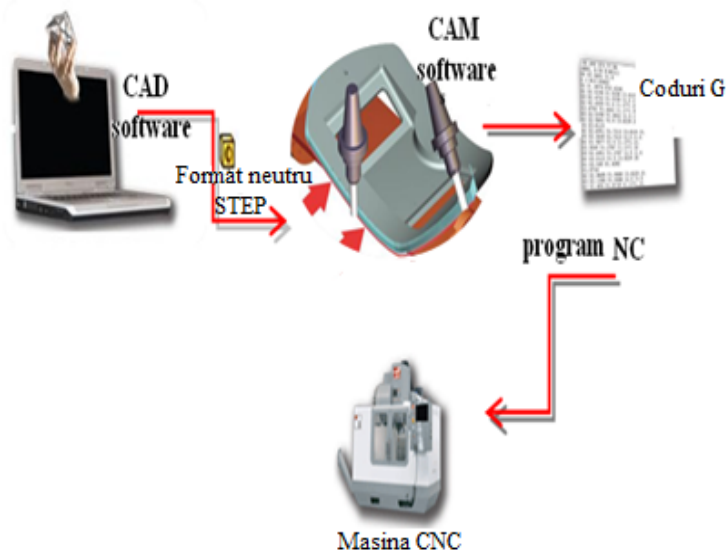 CAD
software
Format neutru
STEP
CAM
software
Coduri G
program NC
Masina CNC